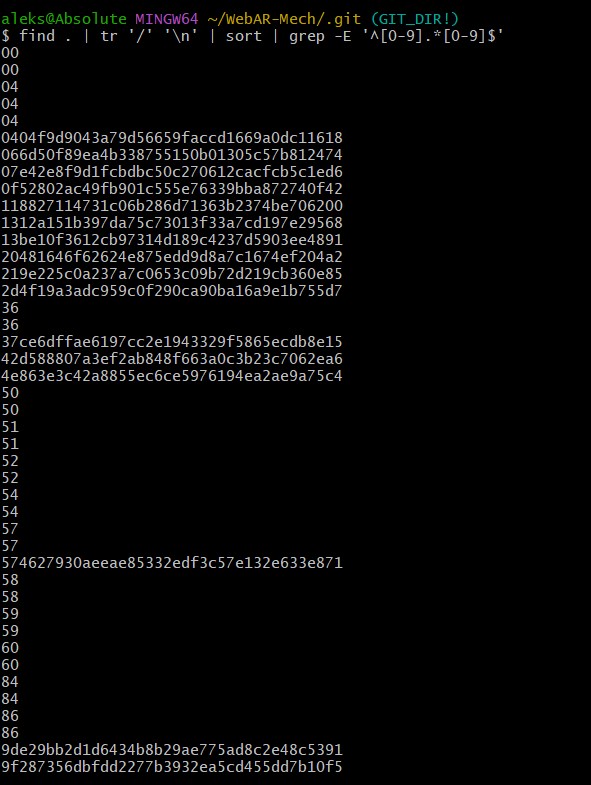 aleks@Absolute MINGW64 ~/WebAR-Mech/.git (GIT_DIR!)
$ find . | tr '/' '\n' | sort | grep -E '^[0-9].*[0-9]$'
00
00
04
04
04
0404f9d9043a79d56659faccd1669a0dc11618
066d50f89ea4b338755150b01305c57b812474
07e42e8f9d1fcbdbc50c270612cacfcb5c1ed6
0f52802ac49fb901c555e76339bba872740f42
118827114731c06b286d71363b2374be706200
1312a151b397da75c73013f33a7cd197e29568
13be10f3612cb97314d189c4237d5903ee4891
20481646f62624e875edd9d8a7c1674ef204a2
219e225c0a237a7c0653c09b72d219cb360e85
2d4f19a3adc959c0f290ca90ba16a9e1b755d7
36
36
37ce6dffae6197cc2e1943329f5865ecdb8e15
42d588807a3ef2ab848f663a0c3b23c7062ea6
4e863e3c42a8855ec6ce5976194ea2ae9a75c4
50
50
51
51
52
52
54
54
57
57
574627930aeeae85332edf3c57e132e633e871
58
58
59
59
60
60
84
84
86
86
9de29bb2d1d6434b8b29ae775ad8c2e48c5391
9f287356dbfdd2277b3932ea5cd455dd7b10f5